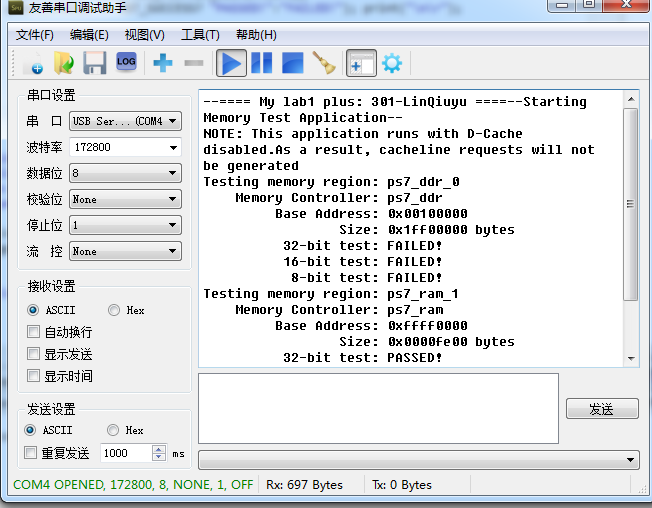 友善串口调试助手
文件(F) 编辑(E) 视图(V) 工具(T) 帮助(H)
LOG
串口设置
串 口 USB Ser...(COM4
波特率 172800
数据位 8
校验位 None
停止位 1
流 控 None
接收设置
ASCII Hex
自动换行
显示发送
显示时间
发送设置
ASCII Hex
重复发送 1000 ms
--==== My lab1 plus: 301-LinQiuyu ====--Starting
Memory Test Application--
NOTE: This application runs with D-Cache
disabled.As a result, cacheline requests will not
be generated
Testing memory region: ps7_ddr_0
Memory Controller: ps7_ddr
Base Address: 0x00100000
Size: 0x1ff00000 bytes
32-bit test: FAILED!
16-bit test: FAILED!
8-bit test: FAILED!
Testing memory region: ps7_ram_1
Memory Controller: ps7_ram
Base Address: 0xffff0000
Size: 0x0000fe00 bytes
32-bit test: PASSED!
发送
COM4 OPENED, 172800, 8, NONE, 1, OFF Rx: 697 Bytes Tx: 0 Bytes